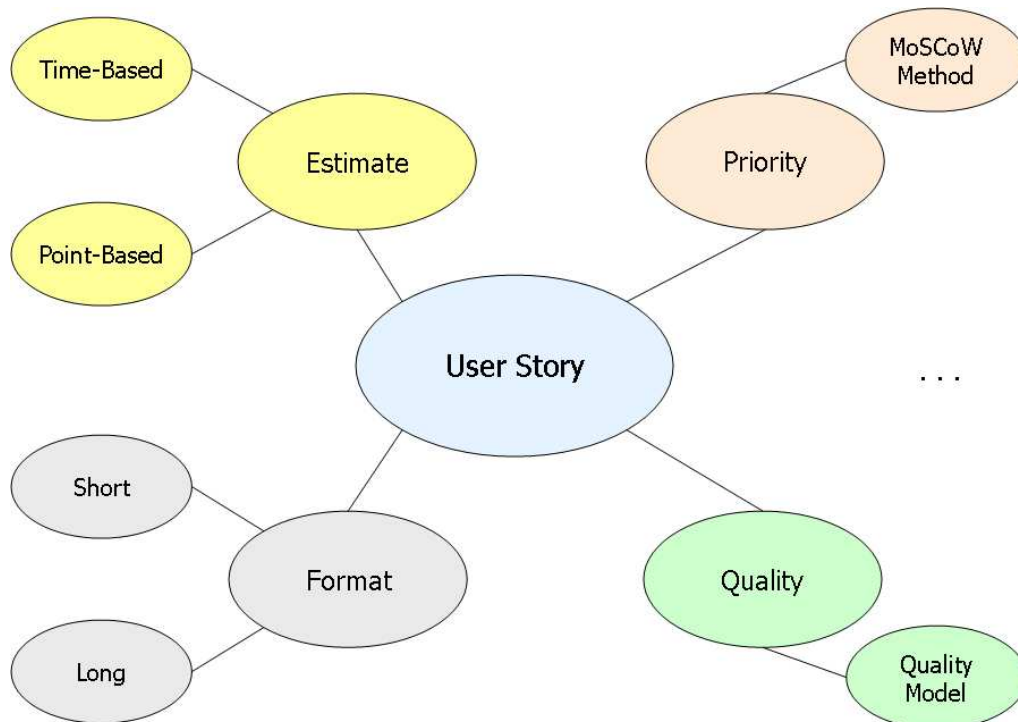 Time-Based
MoSCoW
Method
Estimate
Priority
Point-Based
User Story
. . .
Short
Format
Quality
Long
Quality
Model